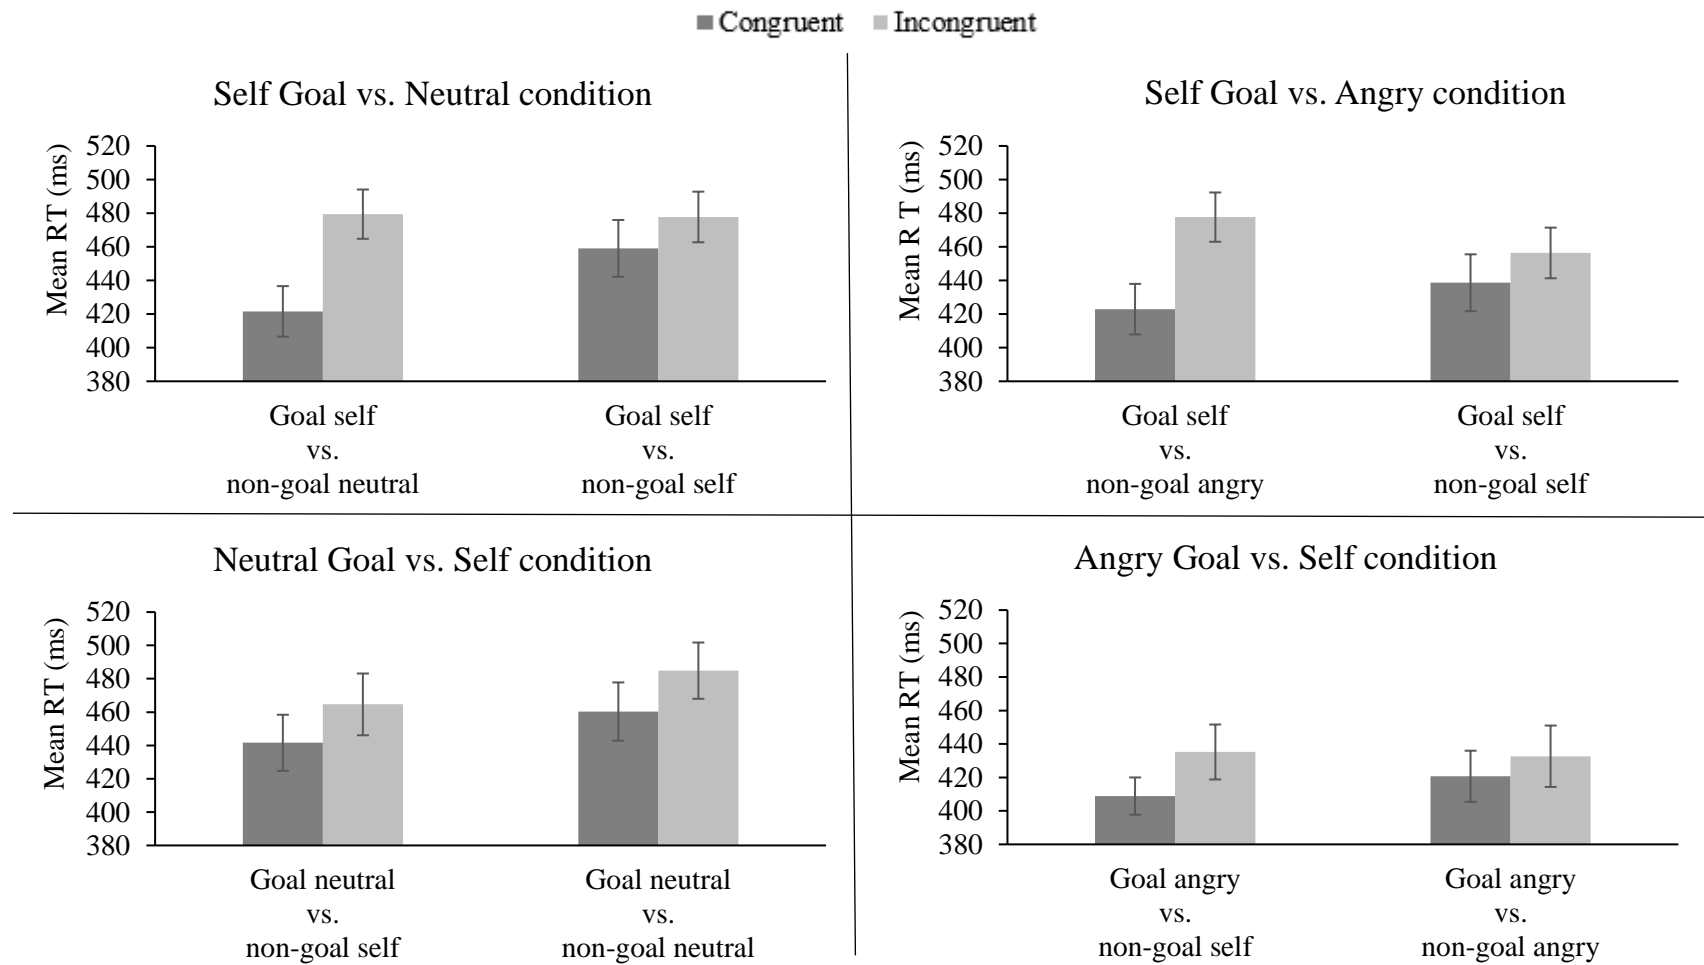 Congruent Incongruent
Self Goal vs. Neutral condition
Mean RT (ms)
520
500
480
460
440
420
400
380
Goal self
vs.
non-goal neutral
Goal self
vs.
non-goal self
Self Goal vs. Angry condition
Mean R T (ms)
520
500
480
460
440
420
400
380
Goal self
vs.
non-goal angry
Goal self
vs.
non-goal self
Neutral Goal vs. Self condition
Mean RT (ms)
520
500
480
460
440
420
400
380
Goal neutral
vs.
non-goal self
Goal neutral
vs.
non-goal neutral
Angry Goal vs. Self condition
Mean RT (ms)
520
500
480
460
440
420
400
380
Goal angry
vs.
non-goal self
Goal angry
vs.
non-goal angry